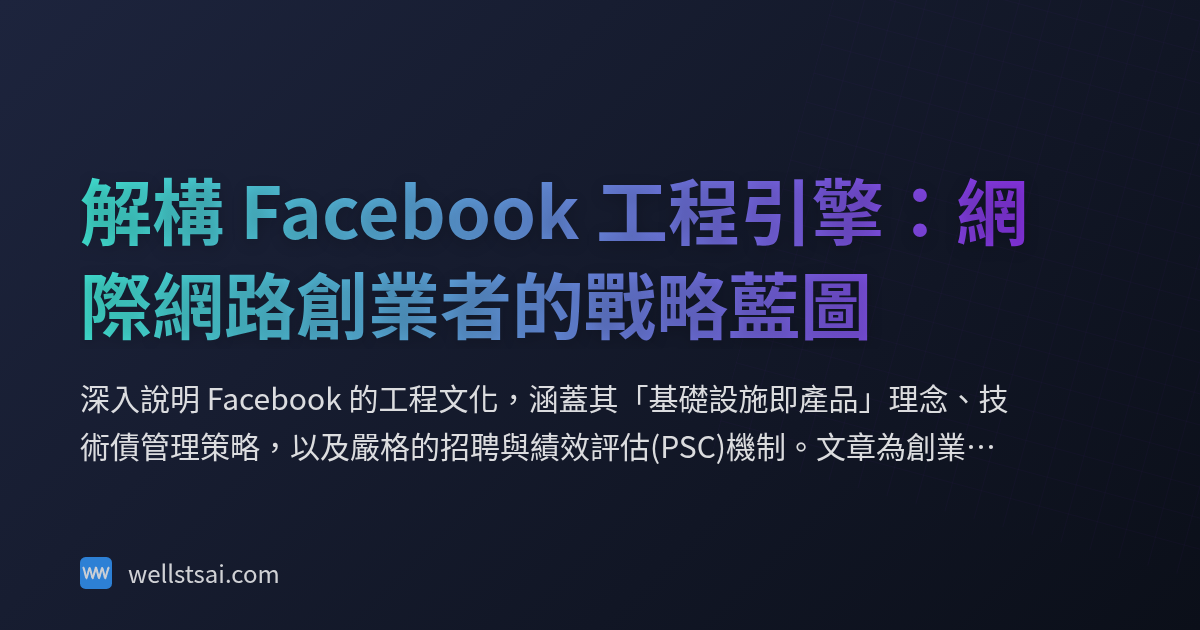 解構 Facebook 工程引擎：網
際網路創業者的戰略藍圖
深入說明 Facebook 的工程文化，涵蓋其「基礎設施即產品」理念、技
術債管理策略，以及嚴格的招聘與績效評估(PSC)機制。文章為創業…
wellstsai.com